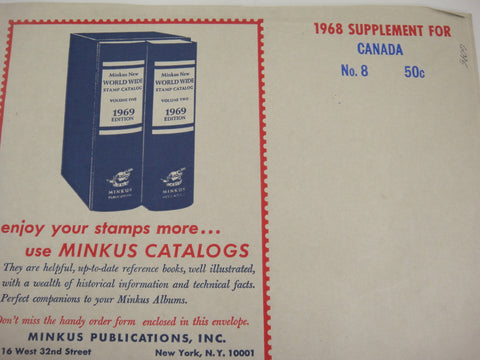 1968 SUPPLEMENT FOR
CANADA
No. 8 50c
Minkus New
WORLD WIDE
STAMP CATALOG
VOLUME ONE
1969
EDITION
MINKUS
Minkus New
WORLD WIDE
STAMP CATALOG
VOLUME TWO
1969
EDITION
MINKUS
enjoy your stamps more...
use MINKUS CATALOGS
They are helpful, up-to-date reference books, well illustrated,
with a wealth of historical information and technical facts.
Perfect companions to your Minkus Albums.
Don't miss the handy order form enclosed in this envelope.
MINKUS PUBLICATIONS, INC.
16 West 32nd Street New York, N.Y. 10001